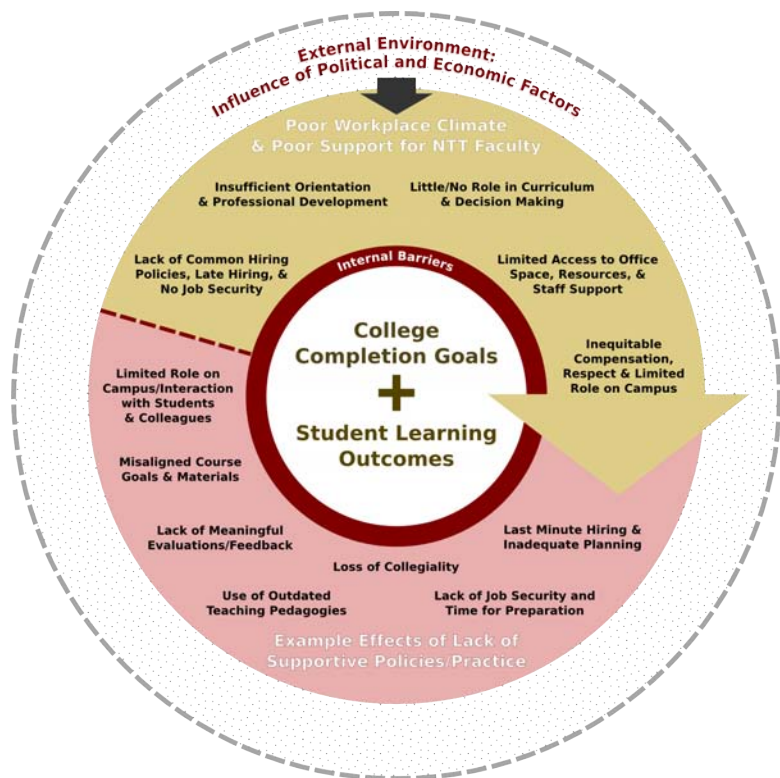 External Environment:
Influence of Political and Economic Factors
Poor Workplace Climate
& Poor Support for NTT Faculty
Insufficient Orientation
& Professional Development
Little/No Role in Curriculum
& Decision Making
Lack of Common Hiring
Policies, Late Hiring, &
No Job Security
Internal Barriers
Limited Access to Office
Space, Resources, &
Staff Support
College
Completion Goals
+
Student Learning
Outcomes
Inequitable
Compensation,
Respect & Limited
Role on Campus
Limited Role on
Campus/Interaction
with Students
& Colleagues
Misaligned Course
Goals & Materials
Lack of Meaningful
Evaluations/Feedback
Last Minute Hiring &
Inadequate Planning
Loss of Collegiality
Use of Outdated
Teaching Pedagogies
Lack of Job Security and
Time for Preparation
Example Effects of Lack of
Supportive Policies/Practice